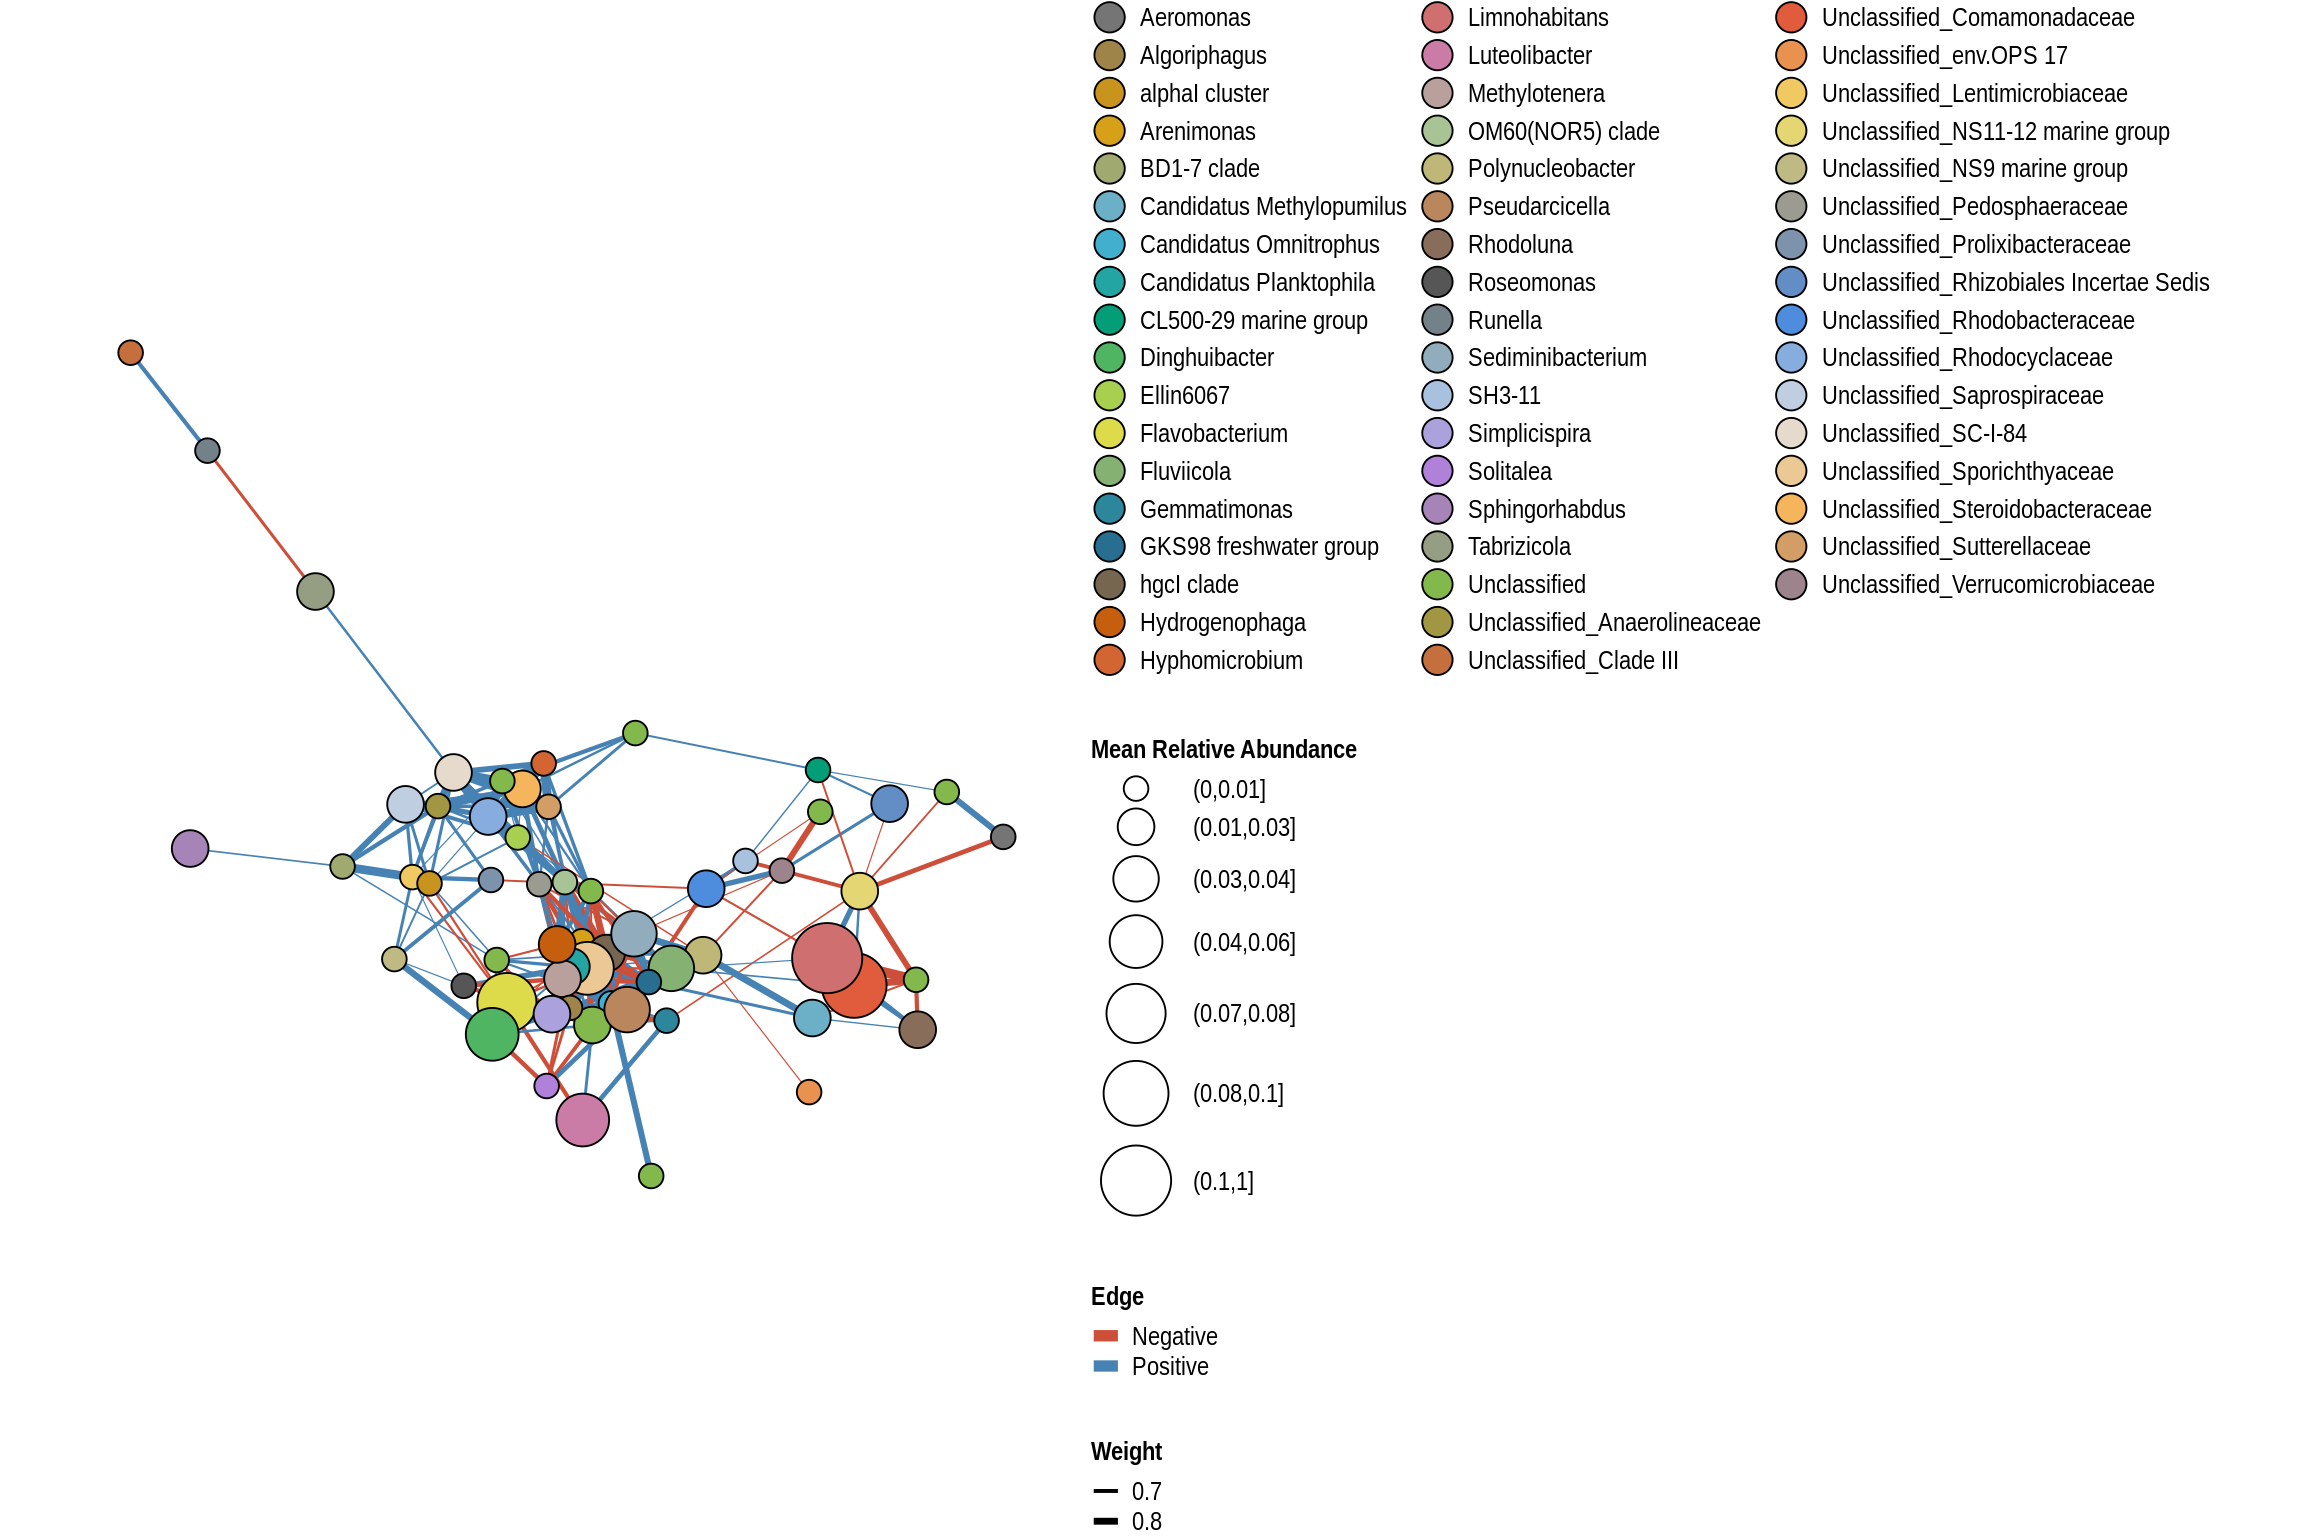 Aeromonas
Algoriphagus
alphaI cluster
Arenimonas
BD1-7 clade
Candidatus Methylopumilus
Candidatus Omnitrophus
Candidatus Planktophila
CL500-29 marine group
Dinghuibacter
Ellin6067
Flavobacterium
Fluviicola
Gemmatimonas
GKS98 freshwater group
hgcI clade
Hydrogenophaga
Hyphomicrobium
Limnohabitans
Luteolibacter
Methylotenera
OM60(NOR5) clade
Polynucleobacter
Pseudarcicella
Rhodoluna
Roseomonas
Runella
Sediminibacterium
SH3-11
Simplicispira
Solitalea
Sphingorhabdus
Tabrizicola
Unclassified
Unclassified_Anaerolineaceae
Unclassified_Clade III
Unclassified_Comamonadaceae
Unclassified_env.OPS 17
Unclassified_Lentimicrobiaceae
Unclassified_NS11-12 marine group
Unclassified_NS9 marine group
Unclassified_Pedosphaeraceae
Unclassified_Prolixibacteraceae
Unclassified_Rhizobiales Incertae Sedis
Unclassified_Rhodobacteraceae
Unclassified_Rhodocyclaceae
Unclassified_Saprospiraceae
Unclassified_SC-I-84
Unclassified_Sporichthyaceae
Unclassified_Steroidobacteraceae
Unclassified_Sutterellaceae
Unclassified_Verrucomicrobiaceae
Mean Relative Abundance
(0,0.01]
(0.01,0.03]
(0.03,0.04]
(0.04,0.06]
(0.07,0.08]
(0.08,0.1]
(0.1,1]
Edge
Negative
Positive
Weight
0.7
0.8